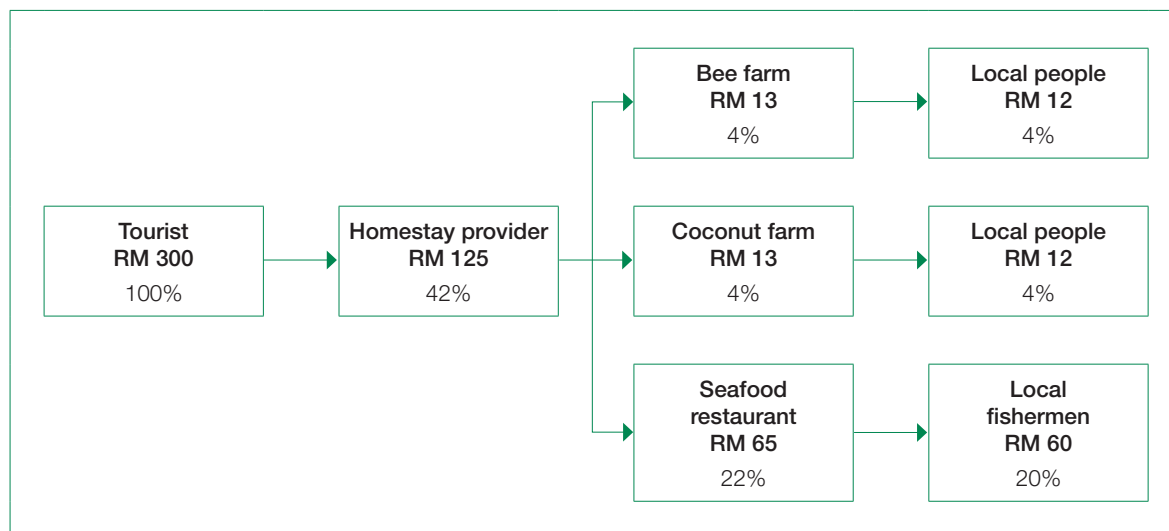 Tourist
RM 300
100%
Homestay provider
RM 125
42%
Bee farm
RM 13
4%
Local people
RM 12
4%
Coconut farm
RM 13
4%
Local people
RM 12
4%
Seafood
restaurant
RM 65
22%
Local
fishermen
RM 60
20%